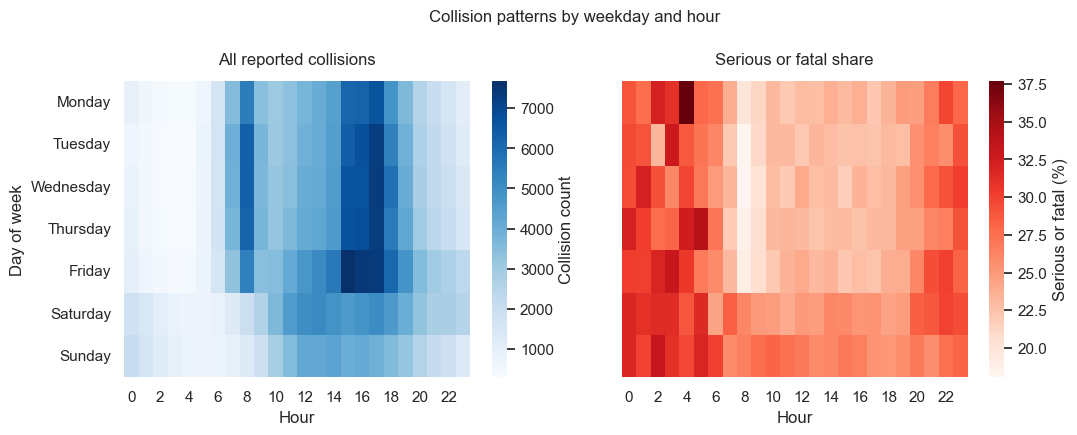 Collision patterns by weekday and hour
All reported collisions
Serious or fatal share
Day of week
Monday
Tuesday
Wednesday
Thursday
Friday
Saturday
Sunday
0 2 4 6 8 10 12 14 16 18 20 22
Hour
7000
6000
5000
4000
3000
2000
1000
Collision count
0 2 4 6 8 10 12 14 16 18 20 22
Hour
37.5
35.0
32.5
30.0
27.5
25.0
22.5
20.0
Serious or fatal (%)